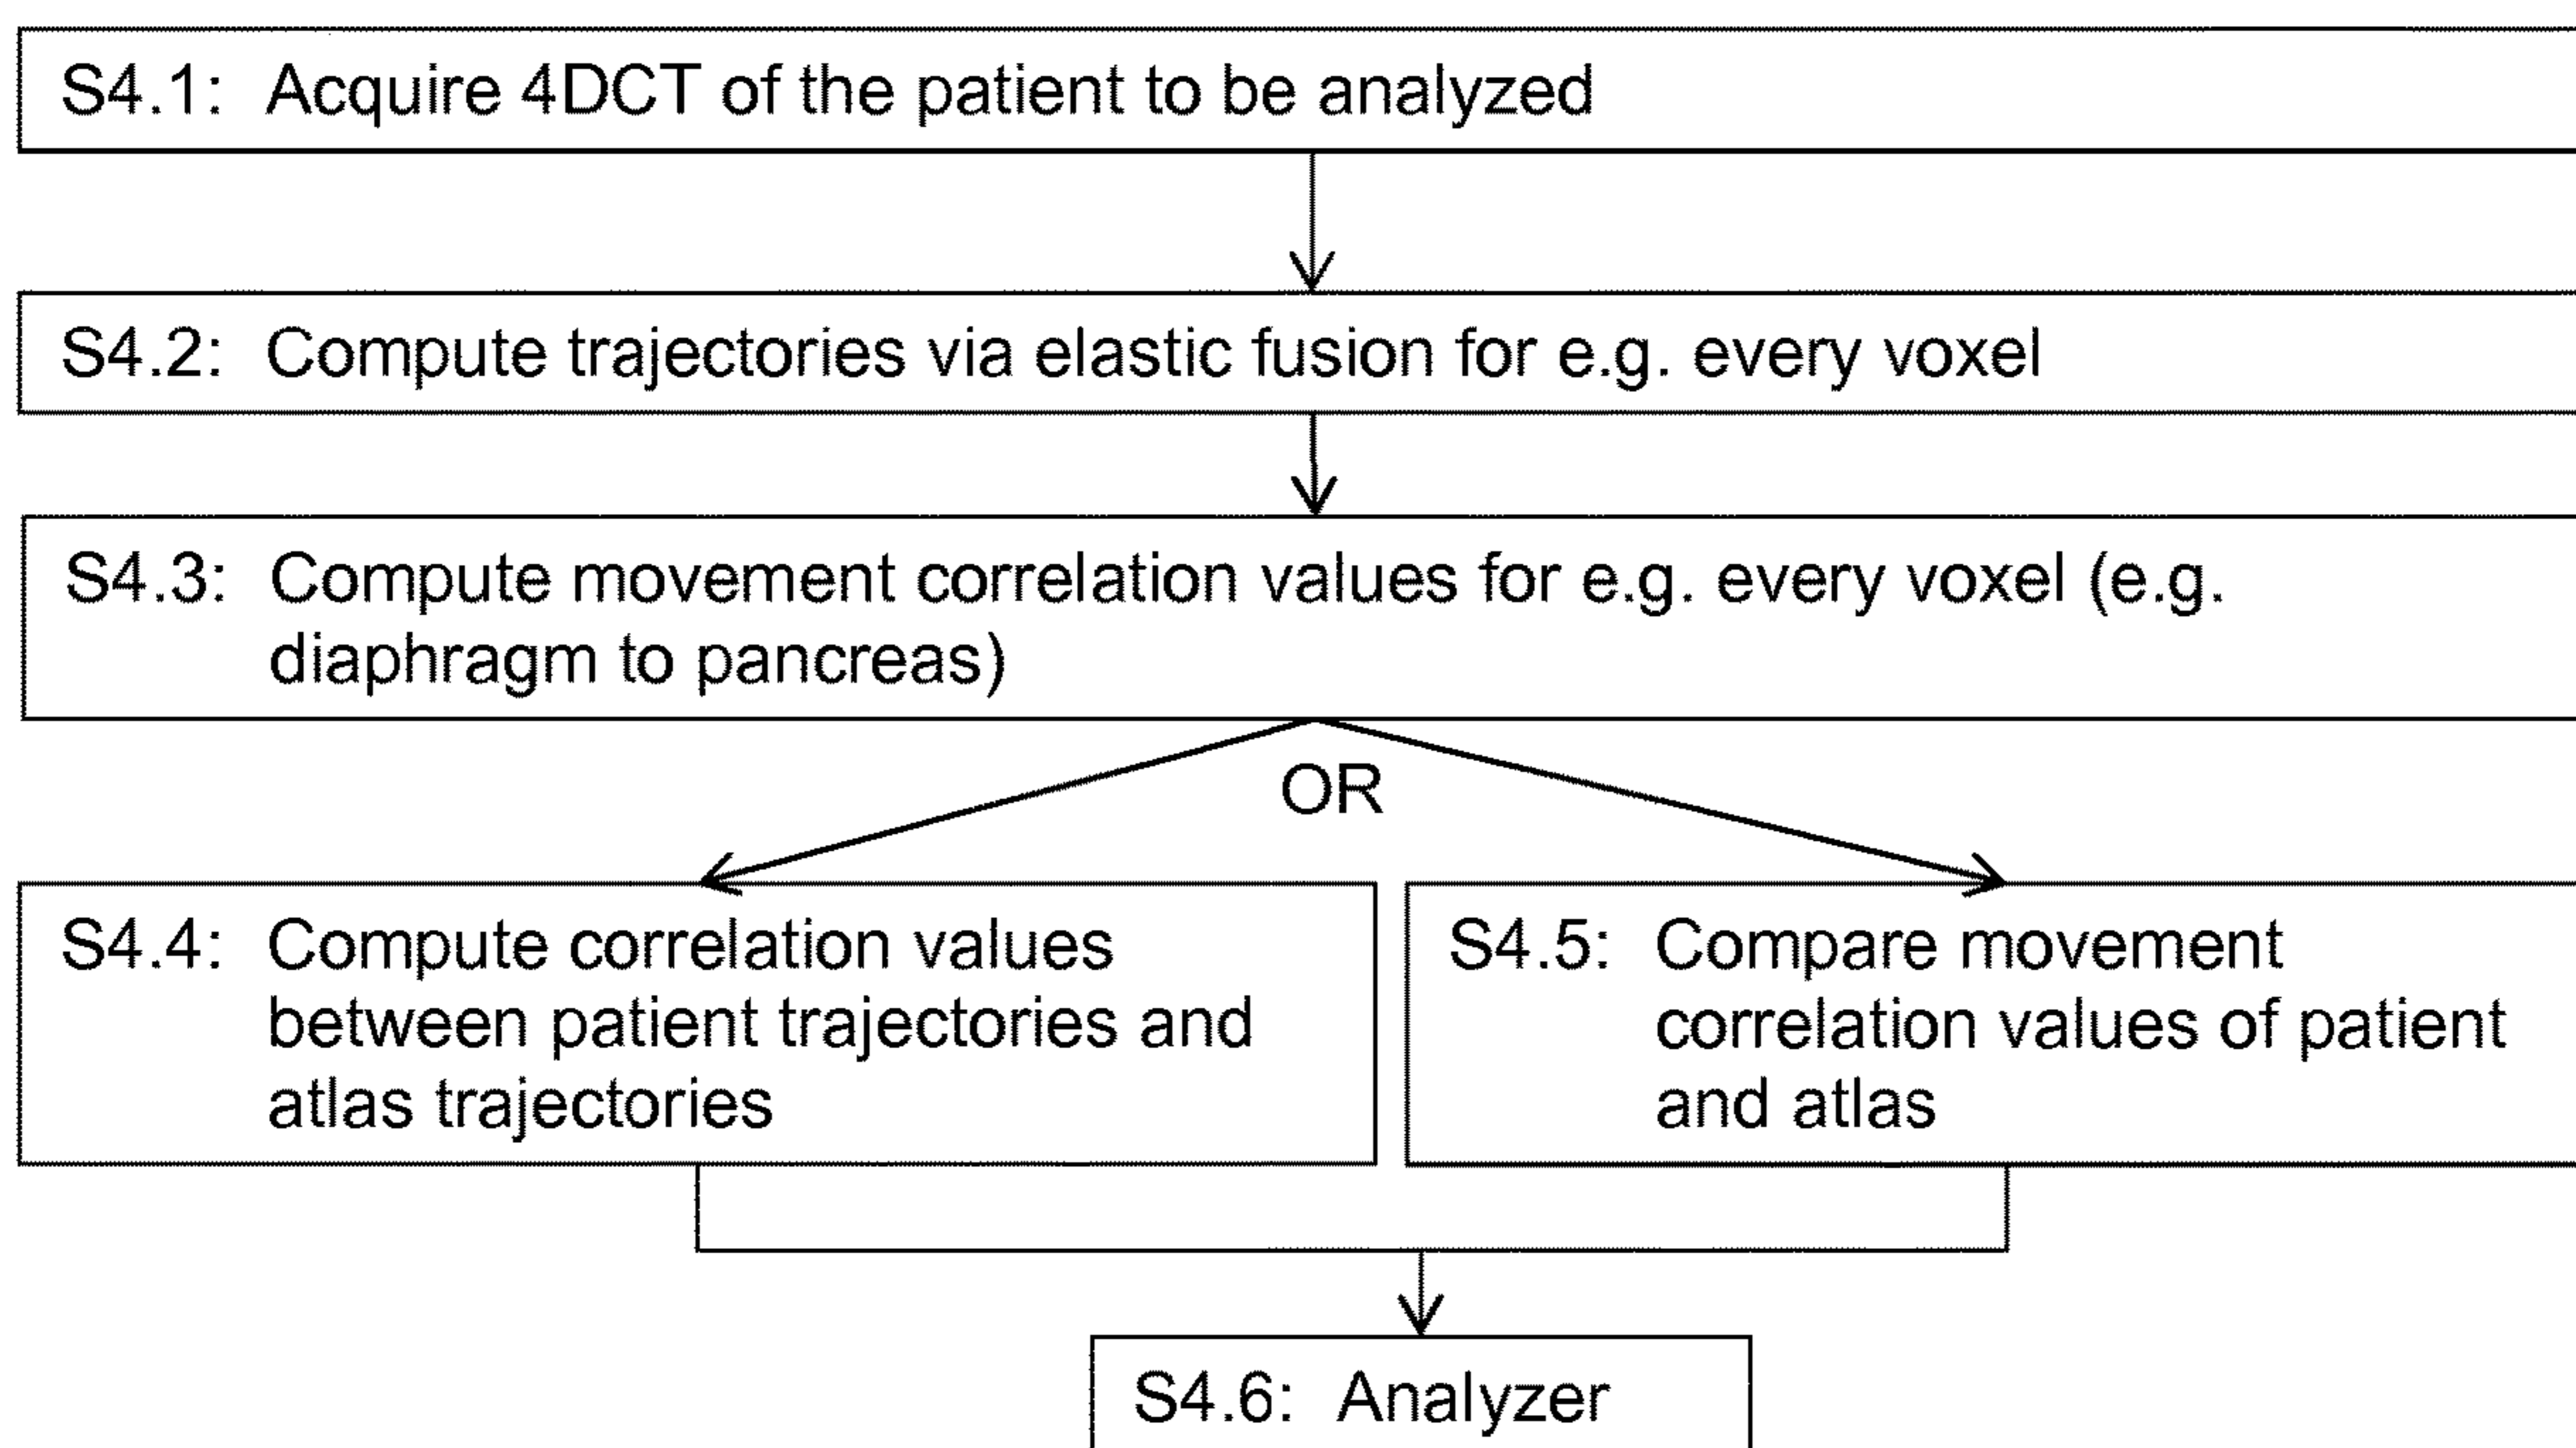 S4.1: Acquire 4DCT of the patient to be analyzed
S4.2: Compute trajectories via elastic fusion for e.g. every voxel
S4.3: Compute movement correlation values for e.g. every voxel (e.g.
diaphragm to pancreas)
OR
S4.4: Compute correlation values
between patient trajectories and
atlas trajectories
S4.5: Compare movement
correlation values of patient
and atlas
S4.6: Analyzer